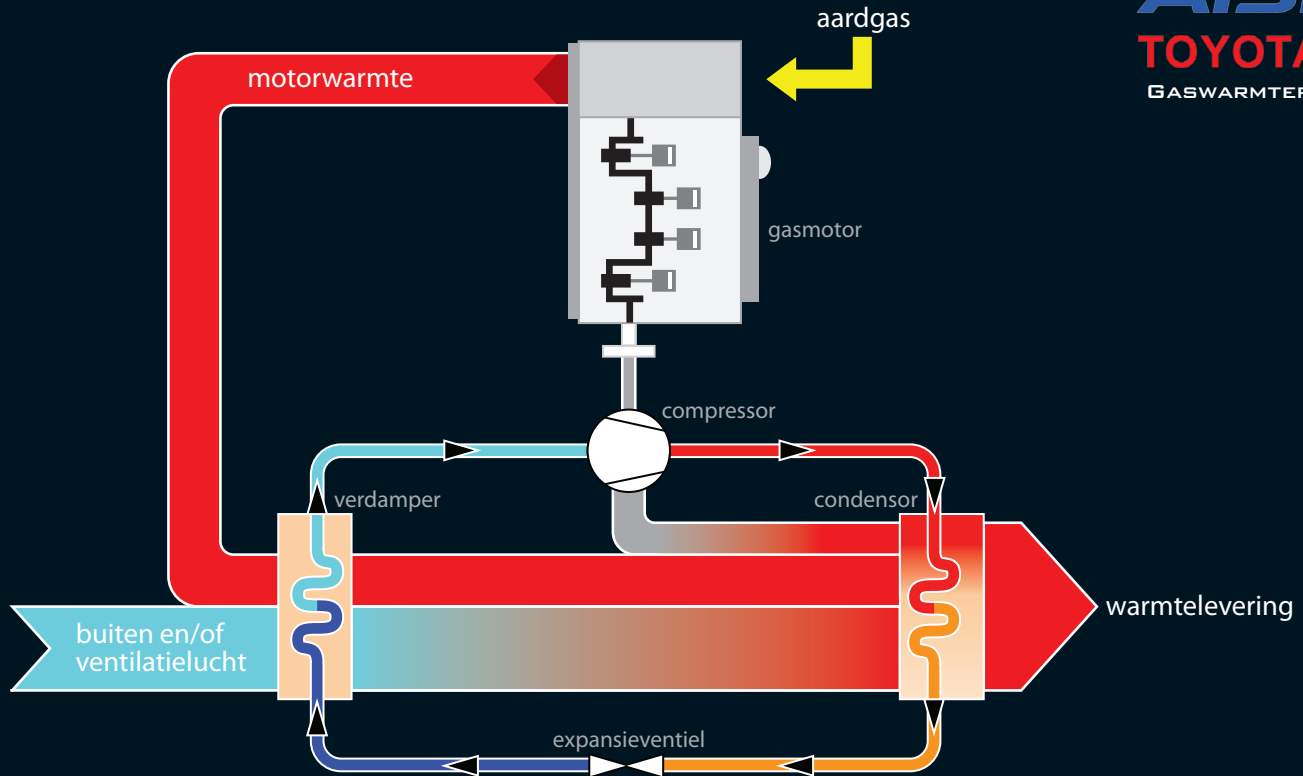 aardgas
TOYOTA
motorwarmte
gasmotor
compressor
verdamper
condensor
warmtelevering
buiten en/of
ventilatielucht
expansieventiel